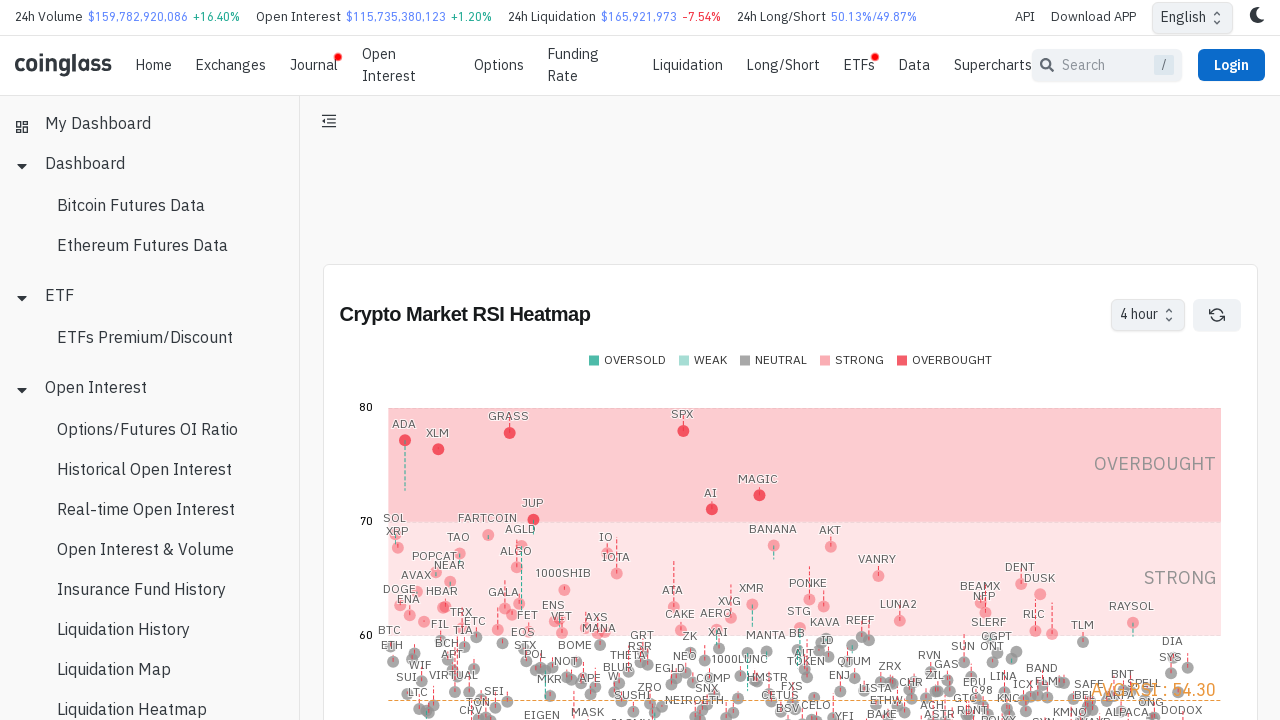 24h Volume $159,782,920,086 +16.40% Open Interest $115,735,380,123 +1.20% 24h Liquidation $165,921,973 -7.54% 24h Long/Short 50.13%/49.87% API Download APP English
coinglass Home Exchanges Journal Open Interest Options Funding Rate Liquidation Long/Short ETFs Data Supercharts Search / Login
My Dashboard
Dashboard
Bitcoin Futures Data
Ethereum Futures Data
ETF
ETFs Premium/Discount
Open Interest
Options/Futures OI Ratio
Historical Open Interest
Real-time Open Interest
Open Interest & Volume
Insurance Fund History
Liquidation History
Liquidation Map
Liquidation Heatmap
Crypto Market RSI Heatmap
4 hour
OVERSOLD WEAK NEUTRAL STRONG OVERBOUGHT
80
GRASS SPX
ADA XLM
OVERBOUGHT
MAGIC
AI
JUP
70
SOL FARTCOIN
XRP TAO AGLD IO BANANA AKT
POPCAT ALGO IOTA VANRY
NEAR DENT
AVAX 1000SHIB STRONG
DUSK
DOGE HBAR GALA ATA PONKE XMR BEAMX
ENA NFP
XVG LUNA2 RAYSOL
TRX FET ENS CAKE AERO STG RLC
FIL ETC VET AXS KAVA REEF SLERF TLM
BTC TIA EOS MANA XAI
60
ETH BCH STX BOME GRT ZK MANTA BB ID CGPT DIA
APT POL NOT THETA RSR NEO 1000LUNC ALT TOKEN QTUM RVN SUN ONT SYS
WIF BLUR EGLD ZRX GAS BAND
SUI VIRTUAL MKR APE W COMP HMSTR ENJ CHR ZIL EDU LINA ICX FLM BNT
LTC SEI SUSHI ZRO SNX CETUS LISTA C98 SAFE SPELL
AVG RSI : 54.30
TON NEIROETH ETHW GTC KNC BEL ARPA ONG
CRV EIGEN MASK BSV BAKE ACH KMNO ALPACA DODOX
ASTR